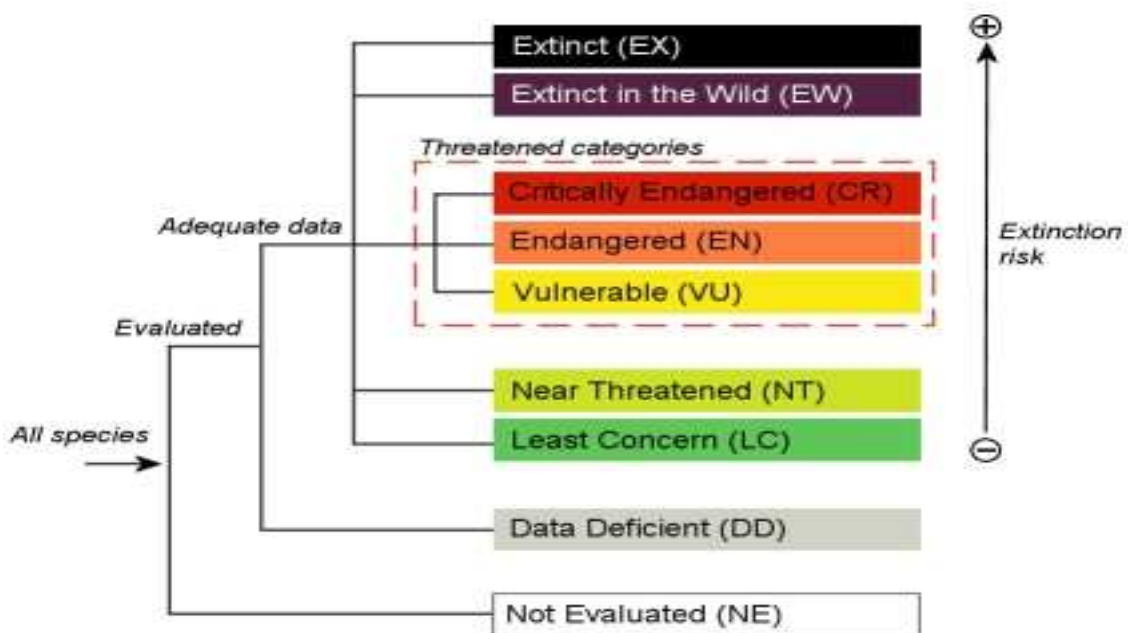 Extinct (EX)
Extinct in the Wild (EW)
Threatened categories
Critically Endangered (CR)
Adequate data
Endangered (EN)
Extinction
risk
Vulnerable (VU)
Evaluated
Near Threatened (NT)
All species
Least Concern (LC)
Data Deficient (DD)
Not Evaluated (NE)